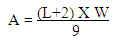 A = (L+2) X W
9